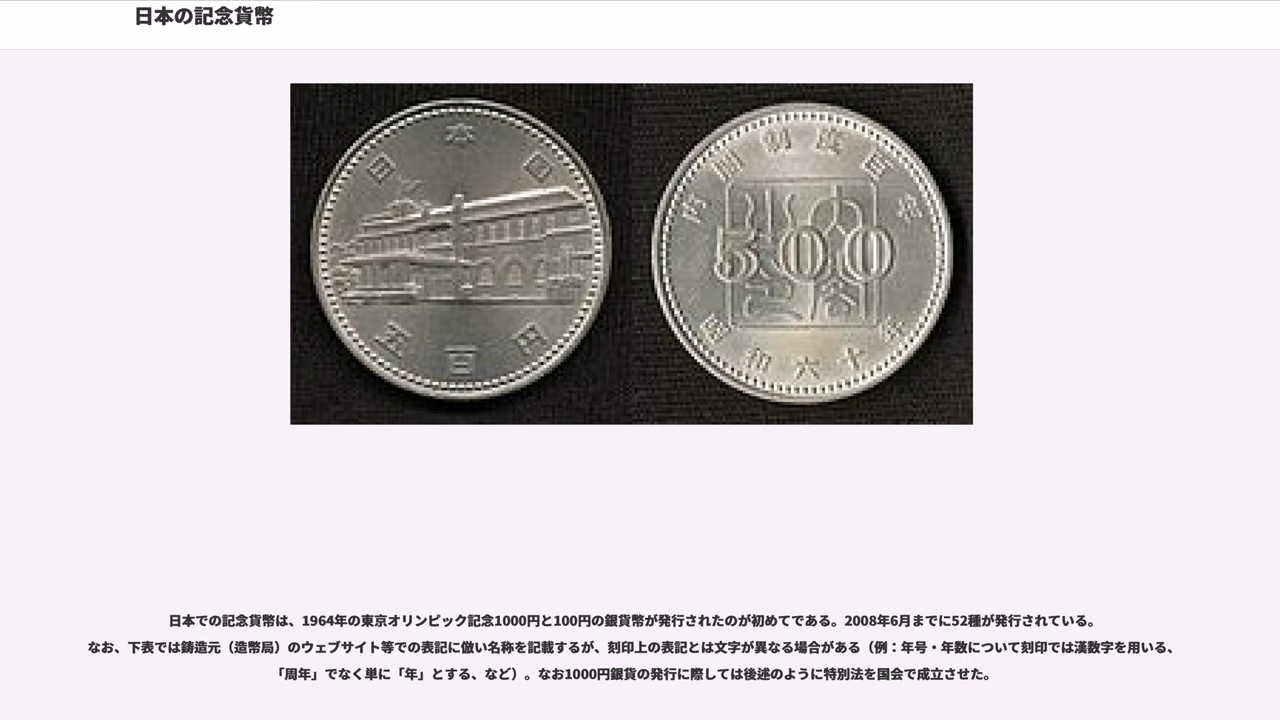 日本の記念貨幣
日本国
五百円
内閣制度百年
500
内閣
昭和六十年
日本での記念貨幣は、1964年の東京オリンピック記念1000円と100円の銀貨幣が発行されたのが初めてである。2008年6月までに52種が発行されている。
なお、下表では鋳造元（造幣局）のウェブサイト等での表記に倣い名称を記載するが、刻印上の表記とは文字が異なる場合がある（例：年号・年数について刻印では漢数字を用いる、
「周年」でなく単に「年」とする、など）。なお1000円銀貨の発行に際しては後述のように特別法を国会で成立させた。